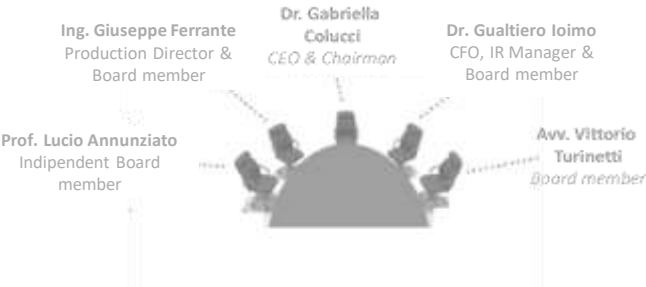 Ing. Giuseppe Ferrante
Production Director &
Board member
Dr. Gabriella
Colucci
CEO & Chairman
Dr. Gualtiero Ioimo
CFO, IR Manager &
Board member
Prof. Lucio Annunziato
Indipendent Board
member
Avv. Vittorio
Turinetti
Board member